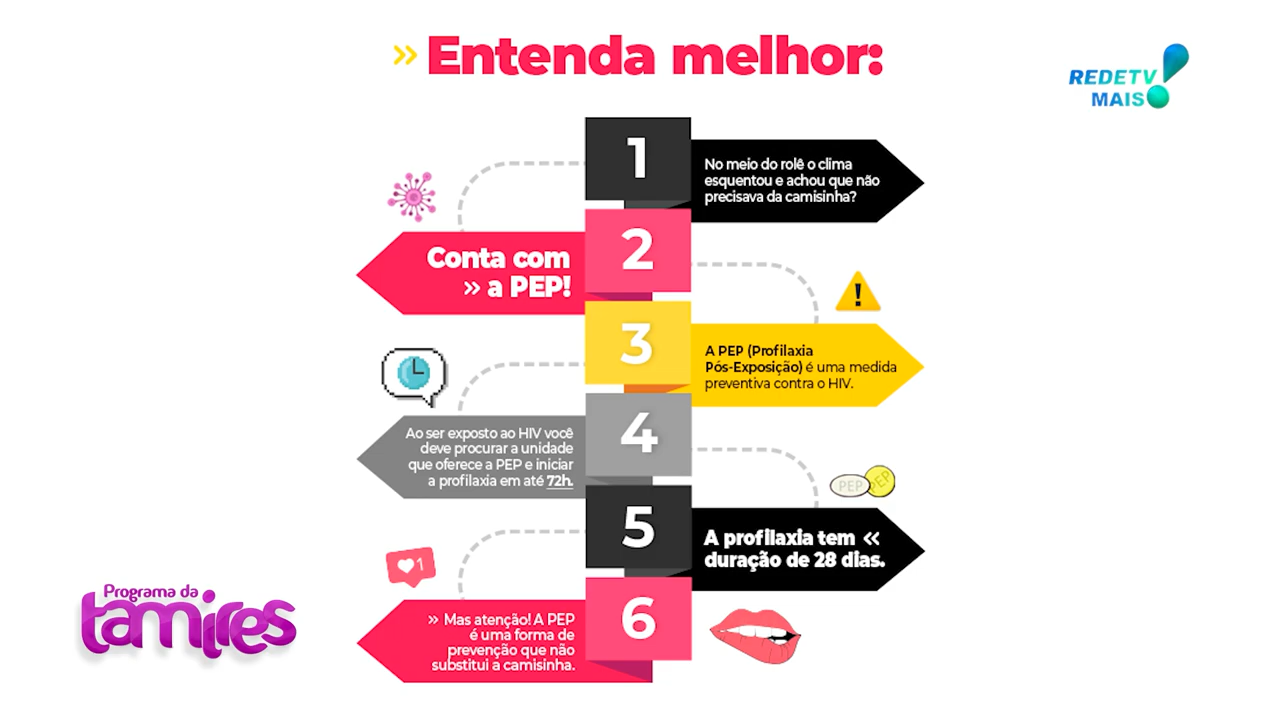 » Entenda melhor:
REDETV
MAIS
1
No meio do rolê o clima
esquentou e achou que não
precisava da camisinha?
2
Conta com
» a PEP!
3
A PEP (Profilaxia
Pós-Exposição) é uma medida
preventiva contra o HIV.
4
Ao ser exposto ao HIV você
deve procurar a unidade
que oferece a PEP e iniciar
a profilaxia em até 72h.
PEP PEP
5
A profilaxia tem «
duração de 28 dias.
1
6
» Mas atenção! A PEP
é uma forma de
prevenção que não
substitui a camisinha.
Programa da
tamires